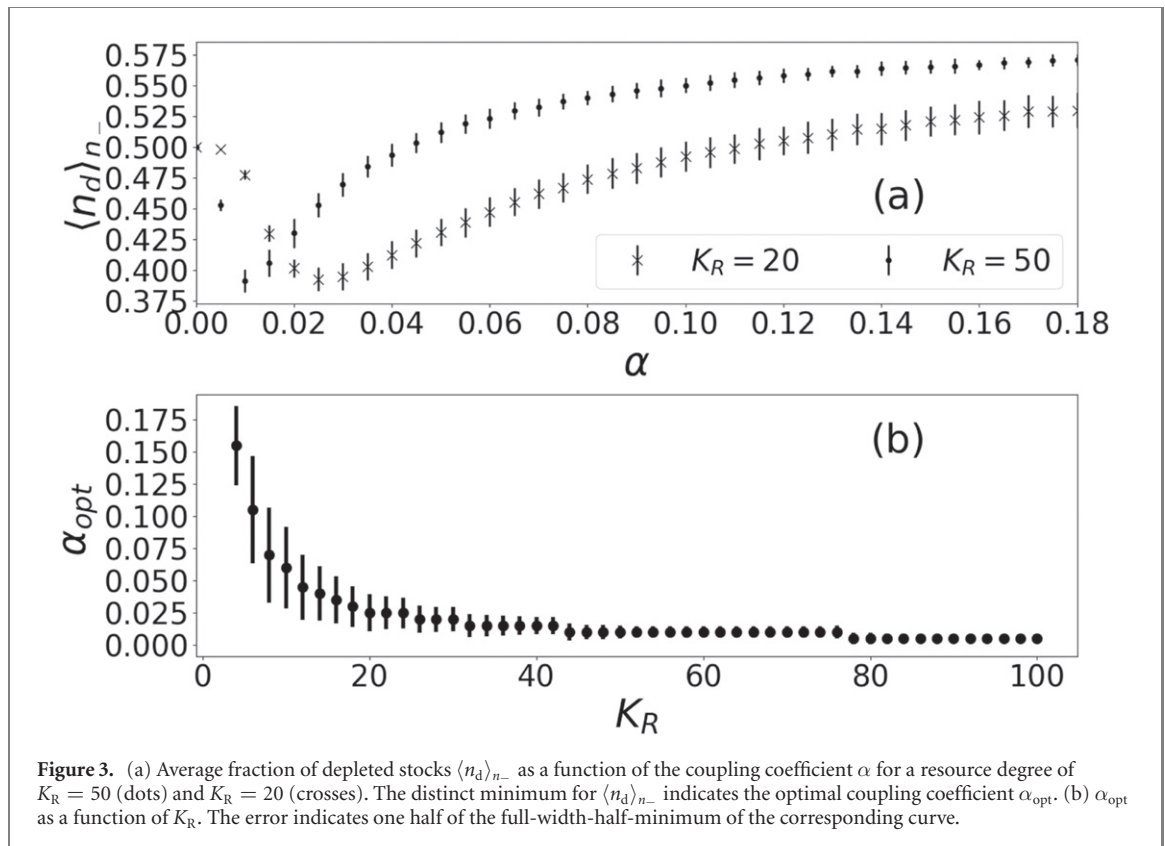 0.575
0.550
0.525
0.500
0.475
0.450
0.425
0.400
0.375
⟨n_d⟩_{n_−}
(a)
K_R = 20 K_R = 50
0.00 0.02 0.04 0.06 0.08 0.10 0.12 0.14 0.16 0.18
α
0.175
0.150
0.125
0.100
0.075
0.050
0.025
0.000
α_{opt}
(b)
0 20 40 60 80 100
K_R
Figure 3. (a) Average fraction of depleted stocks ⟨n_d⟩_{n_−} as a function of the coupling coefficient α for a resource degree of
K_R = 50 (dots) and K_R = 20 (crosses). The distinct minimum for ⟨n_d⟩_{n_−} indicates the optimal coupling coefficient α_{opt}. (b) α_{opt}
as a function of K_R. The error indicates one half of the full-width-half-minimum of the corresponding curve.